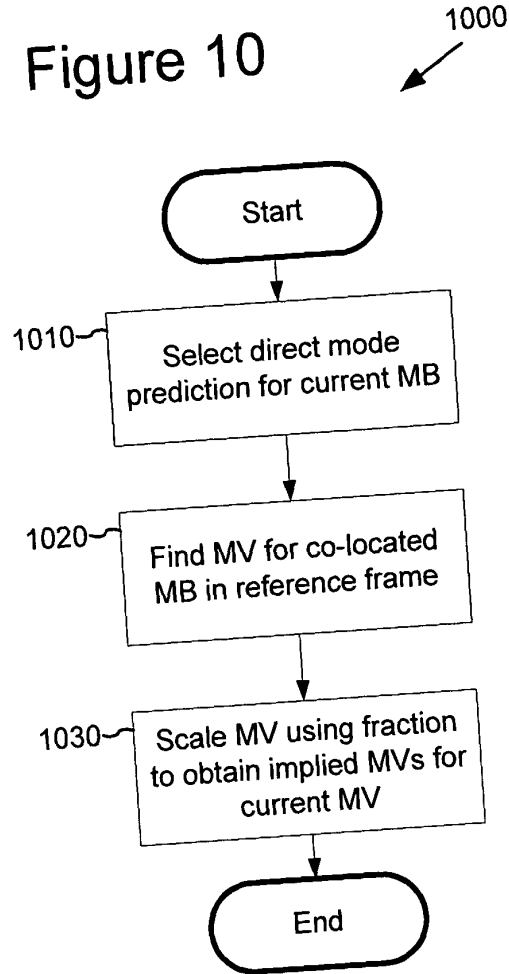 Figure 10
1000
Start
1010
Select direct mode
prediction for current MB
1020
Find MV for co-located
MB in reference frame
1030
Scale MV using fraction
to obtain implied MVs for
current MV
End